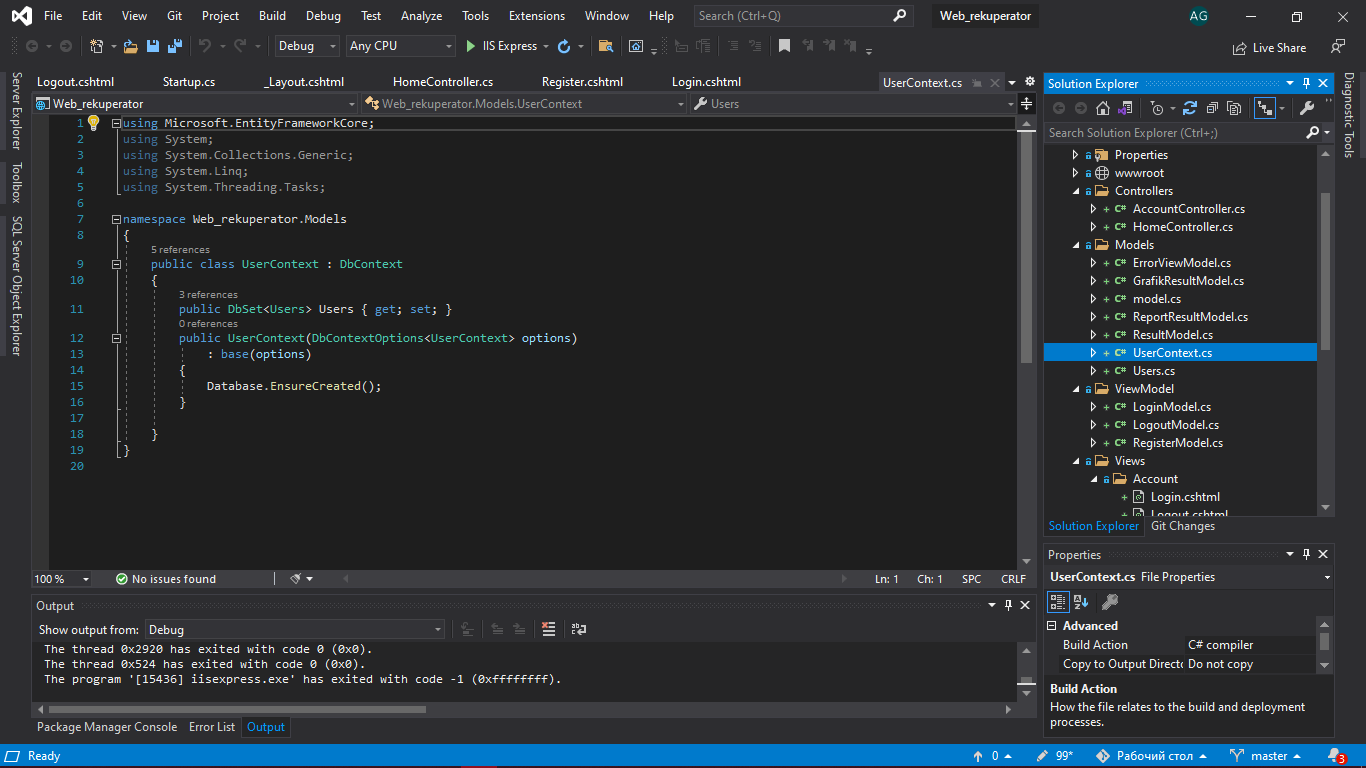 File Edit View Git Project Build Debug Test Analyze Tools Extensions Window Help Search (Ctrl+Q) Web_rekuperator AG
Debug Any CPU IIS Express Live Share
Server Explorer
Toolbox
SQL Server Object Explorer
Logout.cshtml Startup.cs _Layout.cshtml HomeController.cs Register.cshtml Login.cshtml UserContext.cs
Web_rekuperator Web_rekuperator.Models.UserContext Users
1 using Microsoft.EntityFrameworkCore;
2 using System;
3 using System.Collections.Generic;
4 using System.Linq;
5 using System.Threading.Tasks;
6
7 namespace Web_rekuperator.Models
8 {
5 references
9 public class UserContext : DbContext
10 {
3 references
11 public DbSet<Users> Users { get; set; }
0 references
12 public UserContext(DbContextOptions<UserContext> options)
13 : base(options)
14 {
15 Database.EnsureCreated();
16 }
17
18 }
19 }
20
100 % No issues found Ln: 1 Ch: 1 SPC CRLF
Output
Show output from: Debug
The thread 0x2920 has exited with code 0 (0x0).
The thread 0x524 has exited with code 0 (0x0).
The program '[15436] iisexpress.exe' has exited with code -1 (0xffffffff).
Package Manager Console Error List Output
Solution Explorer
Search Solution Explorer (Ctrl+;)
Properties
wwwroot
Controllers
C# AccountController.cs
C# HomeController.cs
Models
C# ErrorViewModel.cs
C# GrafikResultModel.cs
C# model.cs
C# ReportResultModel.cs
C# ResultModel.cs
C# UserContext.cs
C# Users.cs
ViewModel
C# LoginModel.cs
C# LogoutModel.cs
C# RegisterModel.cs
Views
Account
Login.cshtml
Logout.cshtml
Solution Explorer Git Changes
Properties
UserContext.cs File Properties
Advanced
Build Action C# compiler
Copy to Output Directo Do not copy
Build Action
How the file relates to the build and deployment
processes.
Diagnostic Tools
Ready 0 99* Рабочий стол master 3